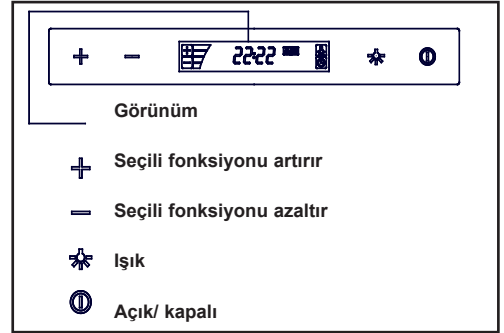 + − 22:22
Görünüm
+ Seçili fonksiyonu artırır
− Seçili fonksiyonu azaltır
Işık
Açık/ kapalı